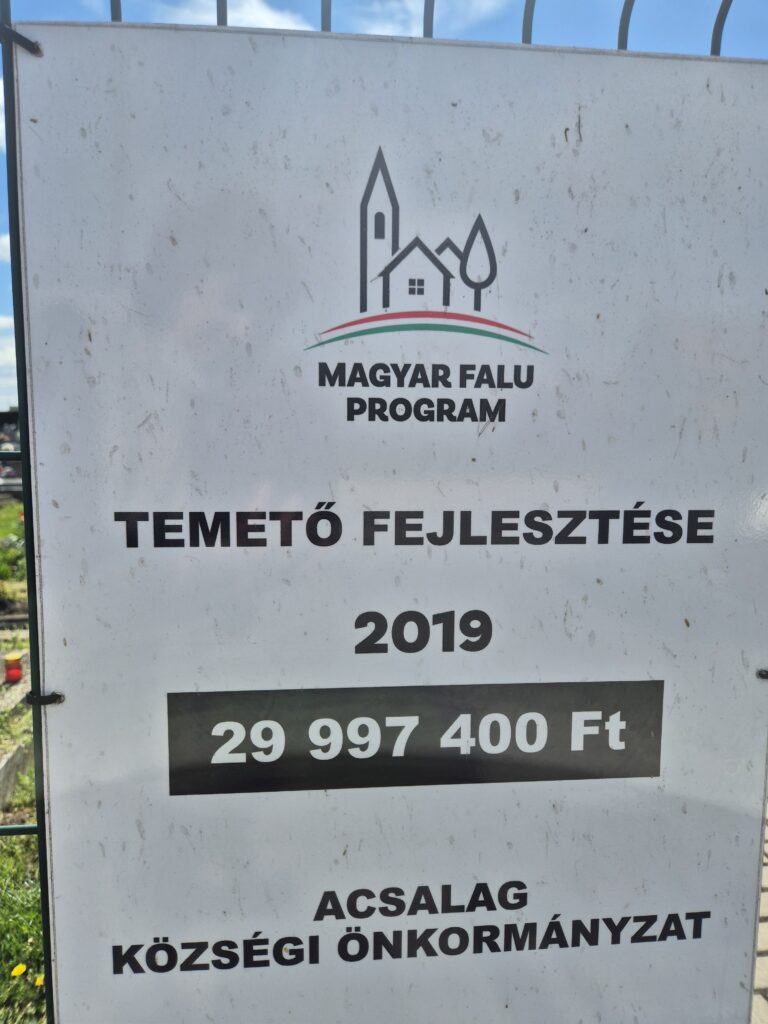 MAGYAR FALU
PROGRAM
TEMETŐ FEJLESZTÉSE
2019
29 997 400 Ft
ACSALAG
KÖZSÉGI ÖNKORMÁNYZAT